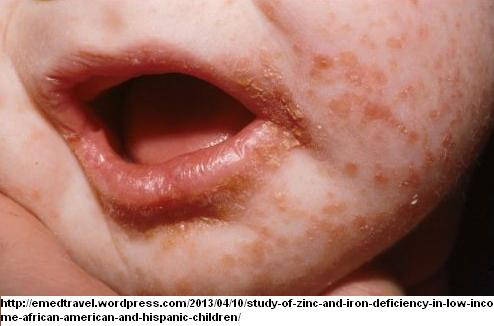 http://emedtravel.wordpress.com/2013/04/10/study-of-zinc-and-iron-deficiency-in-low-inco
me-african-american-and-hispanic-children/